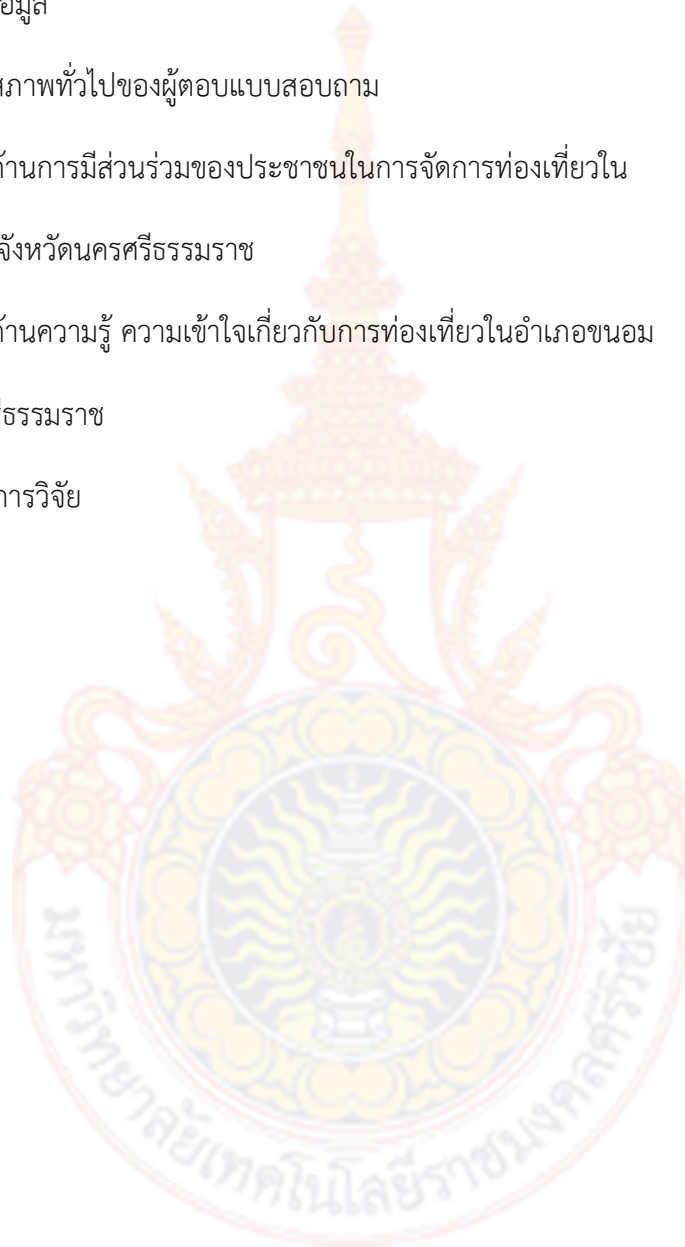 อมูล
สภาพทั่วไปของผู้ตอบแบบสอบถาม
ด้านการมีส่วนร่วมของประชาชนในการจัดการท่องเที่ยวใน
จังหวัดนครศรีธรรมราช
ด้านความรู้ ความเข้าใจเกี่ยวกับการท่องเที่ยวในอำเภอขนอม
รีธรรมราช
การวิจัย
มหาวิทยาลัยเทคโนโลยีราชมงคลศรีวิชัย